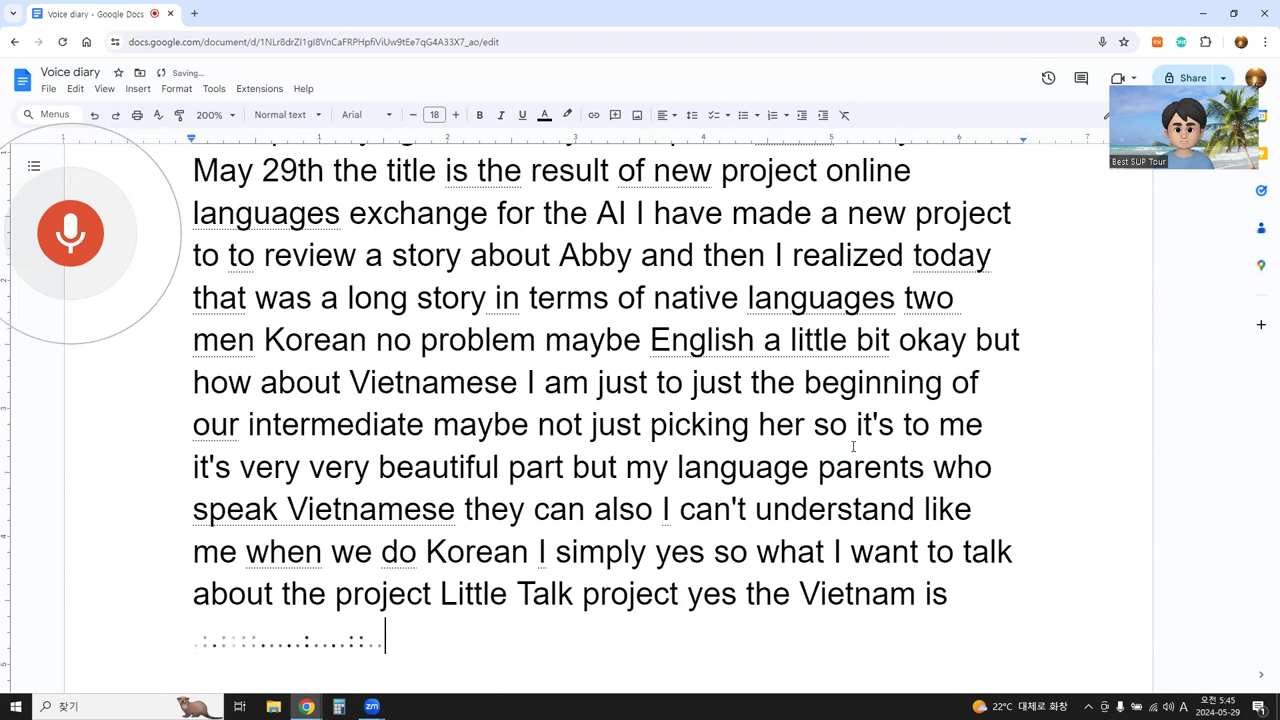 Voice diary - Google Docs
docs.google.com/document/d/1NLr8drZI1gI8VnCaFRPHpfiViUw9tEe7qG4A33X7_ao/edit
Voice diary
Saving...
File Edit View Insert Format Tools Extensions Help
Share
Menus
200%
Normal text
Arial
18
B I U A
1 1 2 3 4 5 6
Best SUP Tour
May 29th the title is the result of new project online
languages exchange for the AI I have made a new project
to to review a story about Abby and then I realized today
that was a long story in terms of native languages two
men Korean no problem maybe English a little bit okay but
how about Vietnamese I am just to just the beginning of
our intermediate maybe not just picking her so it's to me
it's very very beautiful part but my language parents who
speak Vietnamese they can also I can't understand like
me when we do Korean I simply yes so what I want to talk
about the project Little Talk project yes the Vietnam is
찾기
22°C 대체로 화창
A
오전 5:45
2024-05-29